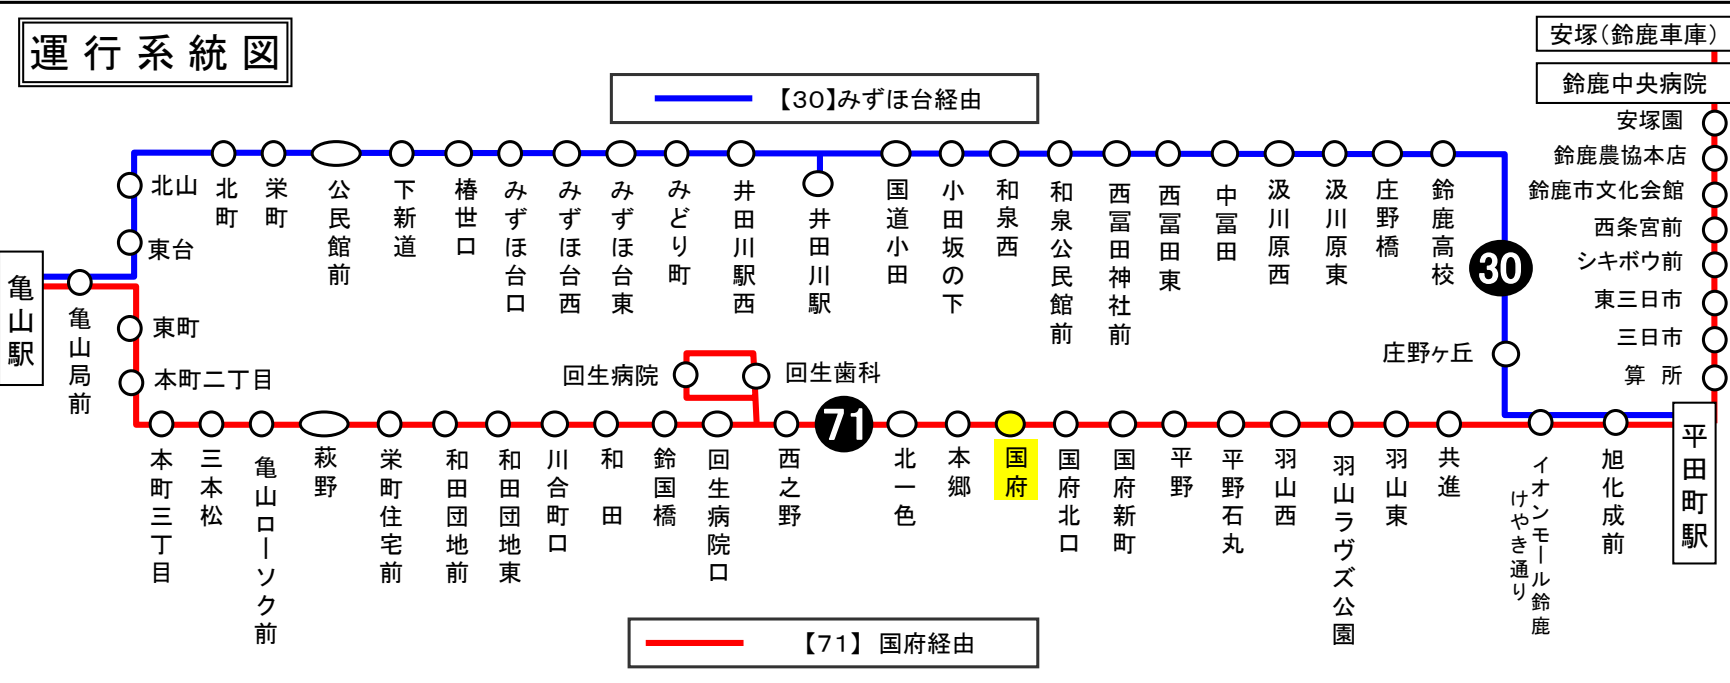 運行系統図
安塚（鈴鹿車庫）
鈴鹿中央病院
【30】みずほ台経由
安塚園
鈴鹿農協本店
鈴鹿市文化会館
西条宮前
シキボウ前
東三日市
三日市
算所
北山
東台
北町
栄町
公民館前
下新道
椿世口
みずほ台口
みずほ台西
みずほ台東
みどり町
井田川駅西
井田川駅
国道小田
小田坂の下
和泉西
和泉公民館前
西冨田神社前
西冨田東
中冨田
汲川原西
汲川原東
庄野橋
鈴鹿高校
30
庄野ヶ丘
亀山駅
亀山局前
東町
本町二丁目
回生病院
回生歯科
71
本町三丁目
三本松
亀山ローソク前
萩野
栄町住宅前
和田団地前
和田団地東
川合町口
和田
鈴国橋
回生病院口
西之野
北一色
本郷
国府
国府北口
国府新町
平野
平野石丸
羽山西
羽山ラヴズ公園
羽山東
共進
イオンモール鈴鹿
けやき通り
旭化成前
平田町駅
【71】 国府経由